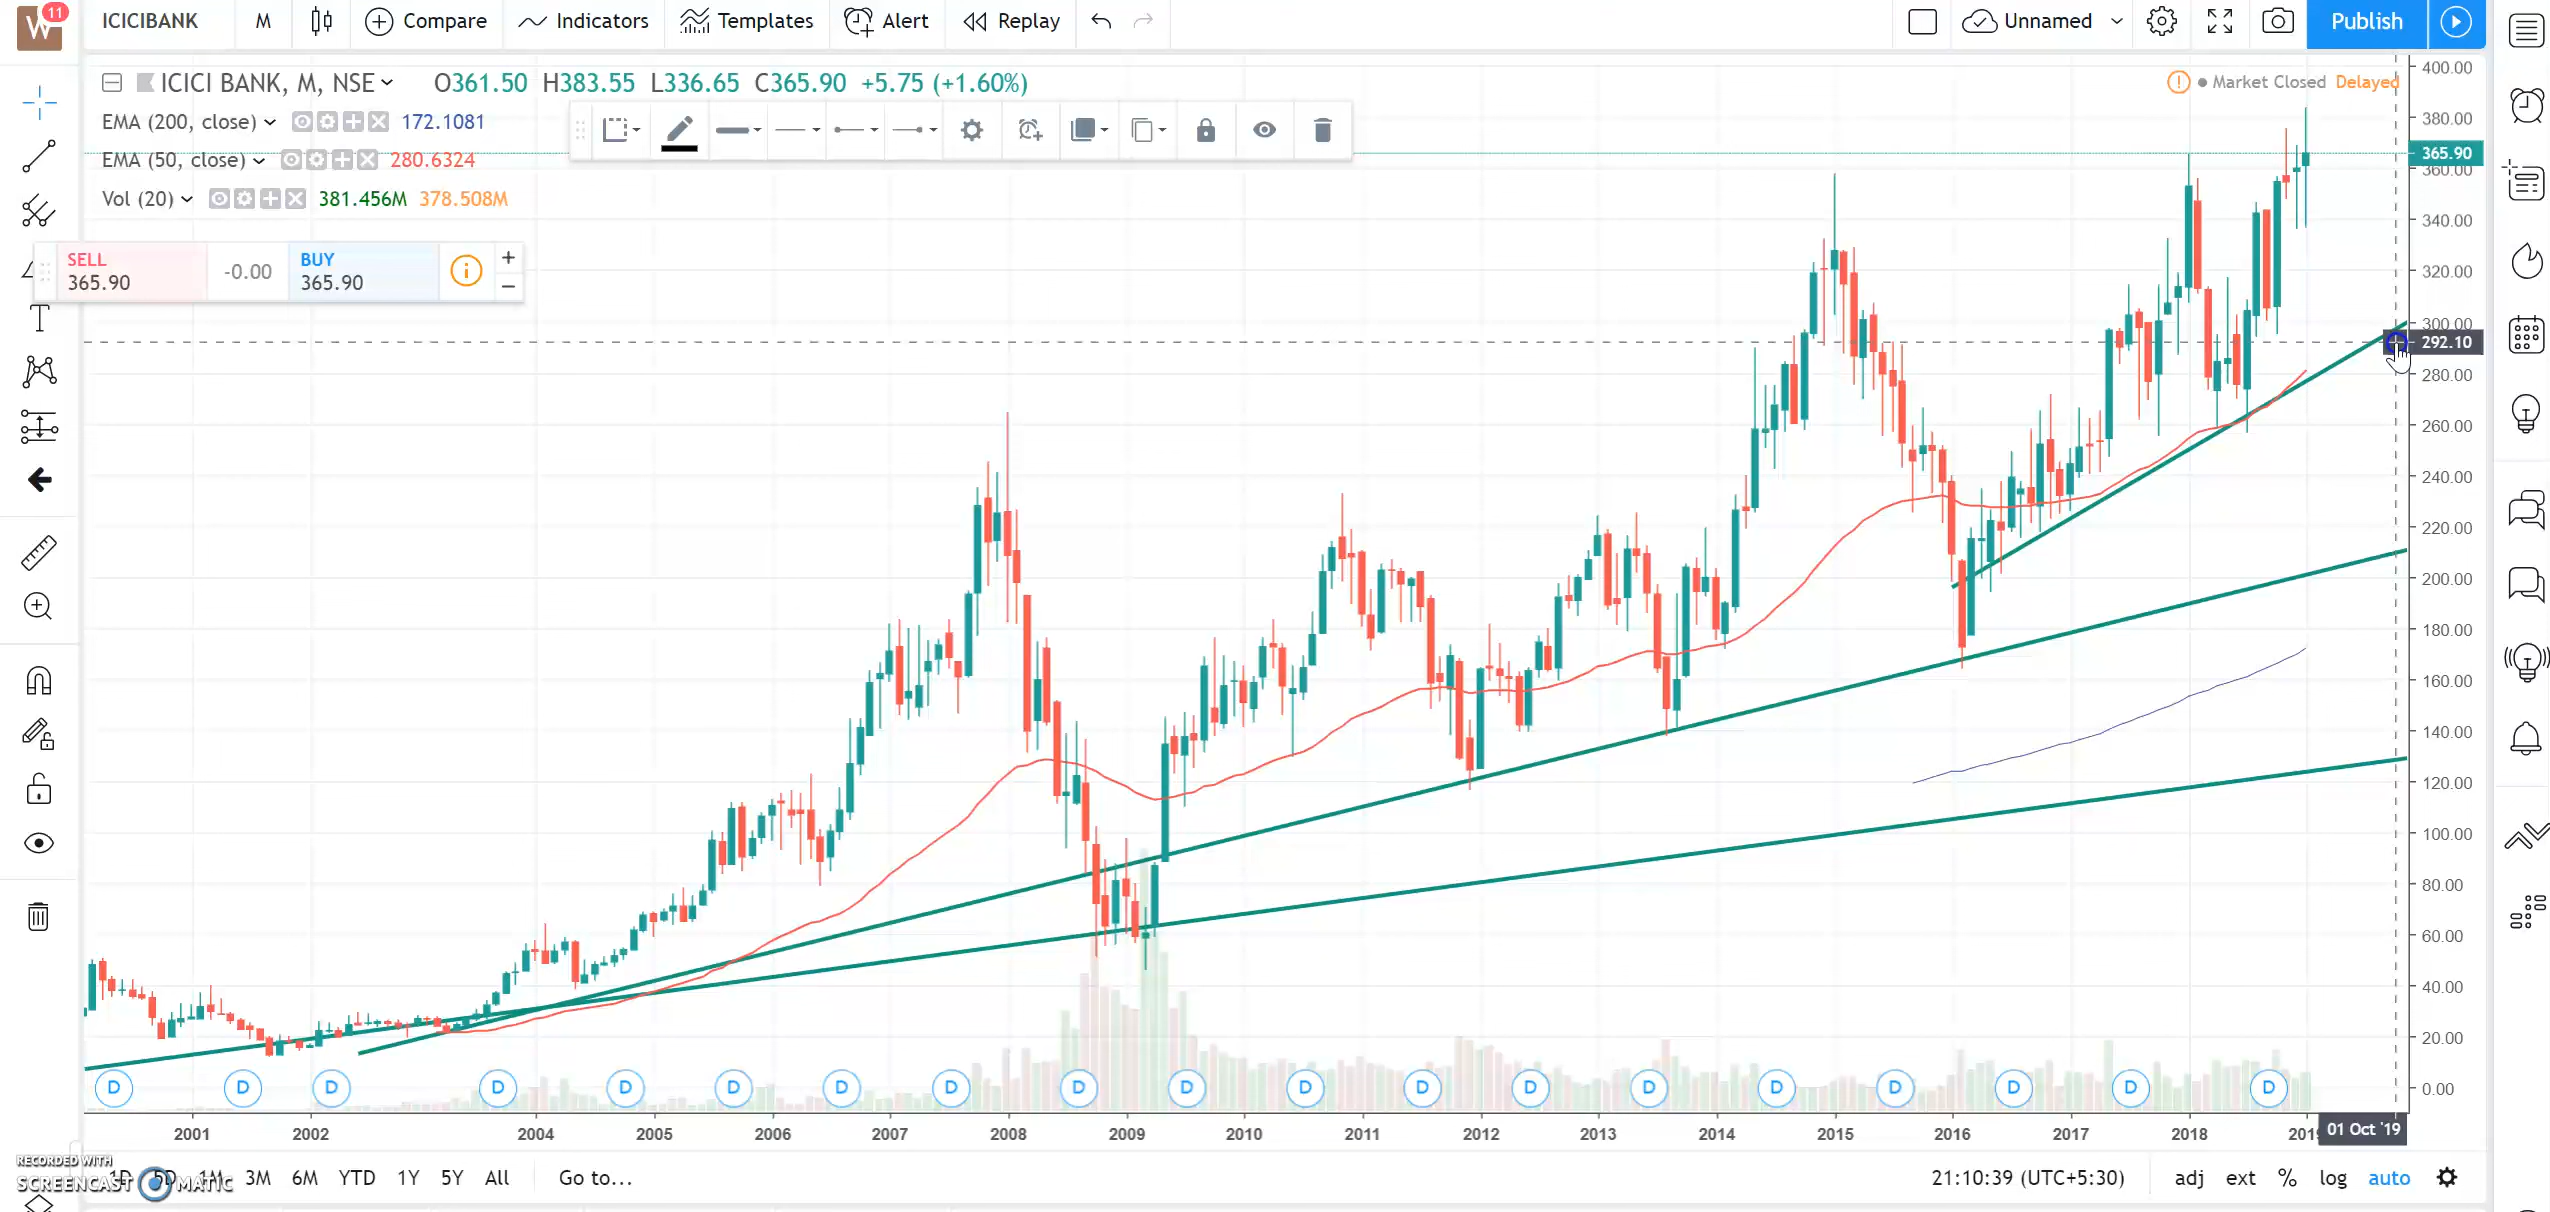 W 11 ICICIBANK M Compare Indicators Templates Alert Replay Unnamed Publish
ICICI BANK, M, NSE O361.50 H383.55 L336.65 C365.90 +5.75 (+1.60%) Market Closed Delayed
EMA (200, close) 172.1081
EMA (50, close) 280.6324
Vol (20) 381.456M 378.508M
SELL 365.90
-0.00
BUY 365.90
400.00
380.00
365.90
360.00
340.00
320.00
300.00
292.10
280.00
260.00
240.00
220.00
200.00
180.00
160.00
140.00
120.00
100.00
80.00
60.00
40.00
20.00
0.00
D D D D D D D D D D D D D D D D D D D
2001 2002 2004 2005 2006 2007 2008 2009 2010 2011 2012 2013 2014 2015 2016 2017 2018 01 Oct '19
RECORDED WITH
SCREENCAST MATIC
1D 5D 1M 3M 6M YTD 1Y 5Y All Go to... 21:10:39 (UTC+5:30) adj ext % log auto